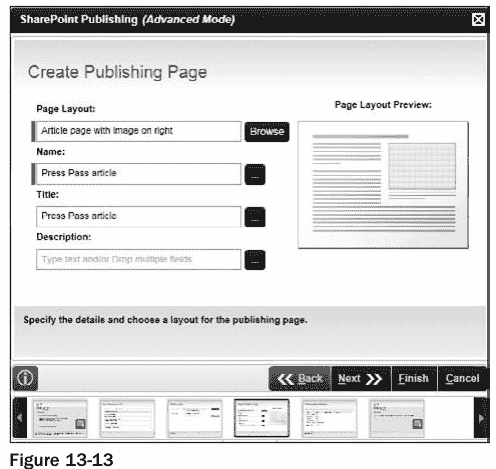 SharePoint Publishing (Advanced Mode)
Create Publishing Page
Page Layout:
Article page with image on right
Browse
Page Layout Preview:
Name:
Press Pass article
...
Title:
Press Pass article
...
Description:
Type text and/or Drop multiple fields
...
Specify the details and choose a layout for the publishing page.
Back
Next
Finish
Cancel
Figure 13-13